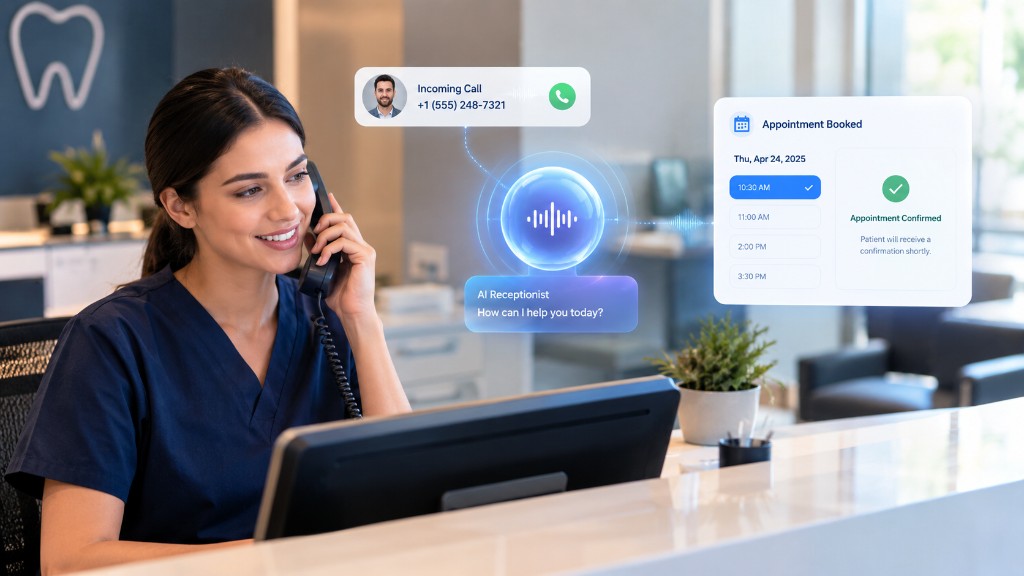 Incoming Call
+1 (555) 248-7321
AI Receptionist
How can I help you today?
Appointment Booked
Thu, Apr 24, 2025
10:30 AM
11:00 AM
2:00 PM
3:30 PM
Appointment Confirmed
Patient will receive a
confirmation shortly.